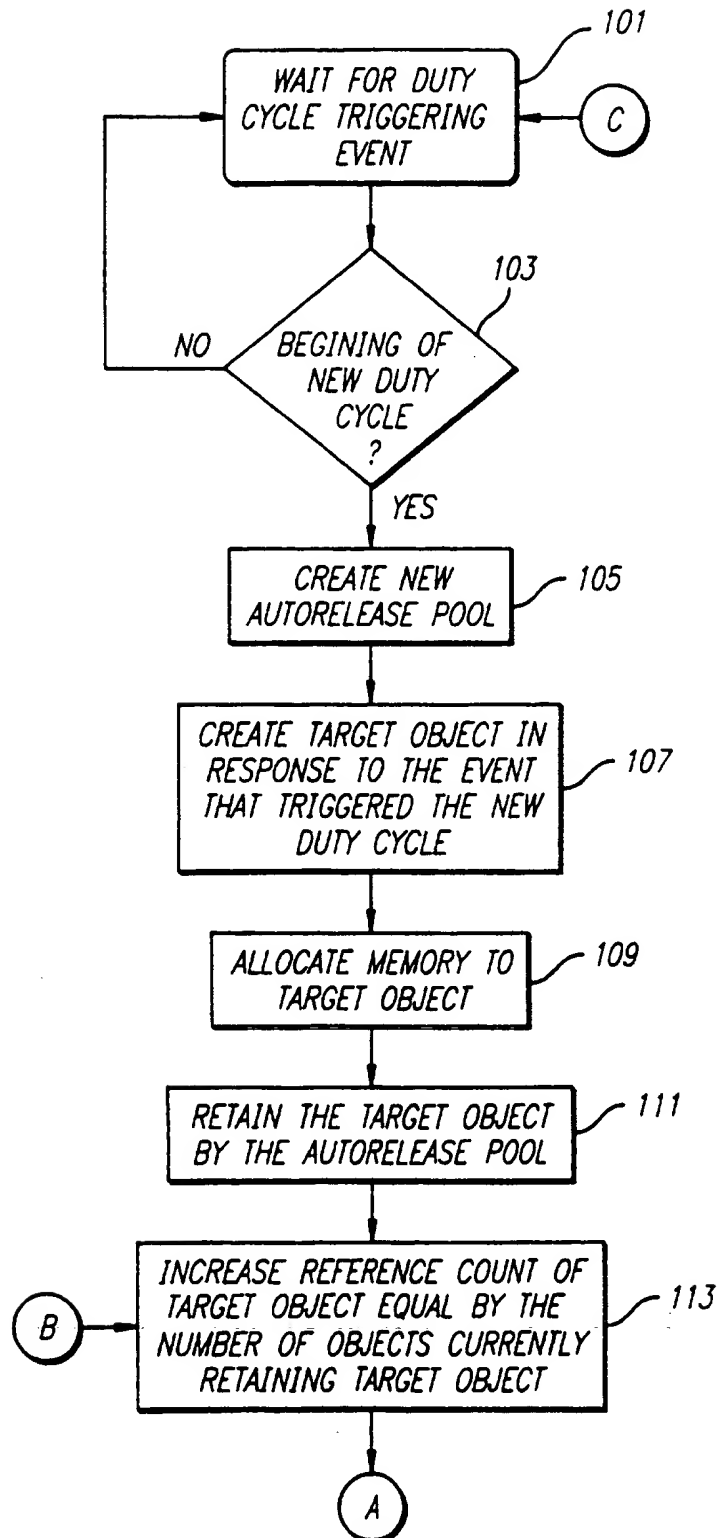 101
WAIT FOR DUTY
CYCLE TRIGGERING
EVENT
C
103
NO
BEGINING OF
NEW DUTY
CYCLE
?
YES
CREATE NEW
AUTORELEASE POOL
105
CREATE TARGET OBJECT IN
RESPONSE TO THE EVENT
THAT TRIGGERED THE NEW
DUTY CYCLE
107
ALLOCATE MEMORY TO
TARGET OBJECT
109
RETAIN THE TARGET OBJECT
BY THE AUTORELEASE POOL
111
INCREASE REFERENCE COUNT OF
TARGET OBJECT EQUAL BY THE
NUMBER OF OBJECTS CURRENTLY
RETAINING TARGET OBJECT
113
B
A